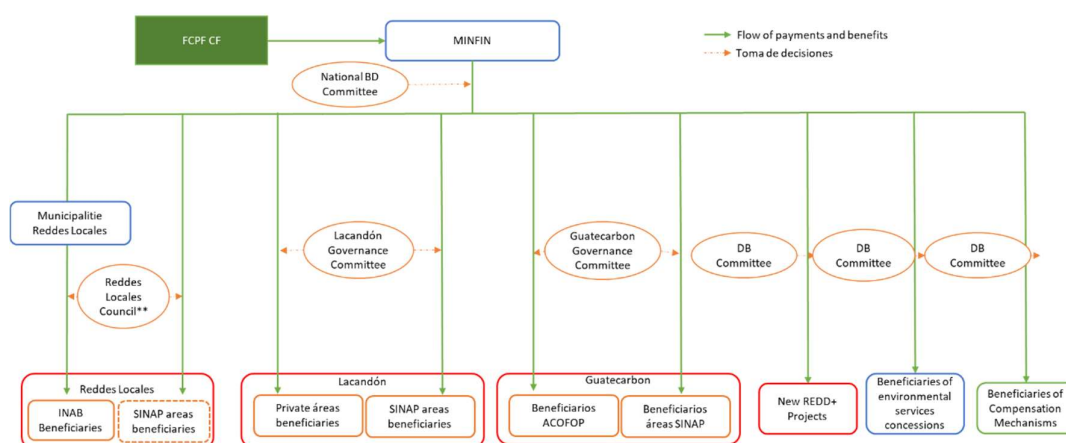 FCPF CF
MINFIN
Flow of payments and benefits
Toma de decisiones
National BD
Committee
Municipalitie
Reddes Locales
Lacandón
Governance
Committee
Guatecarbon
Governance
Committee
DB
Committee
DB
Committee
DB
Committee
Reddes
Locales
Council**
Reddes Locales
INAB
Beneficiaries
SINAP areas
beneficiaries
Lacandón
Private áreas
beneficiaries
SINAP areas
beneficiaries
Guatecarbon
Beneficiarios
ACOFOP
Beneficiarios
áreas SINAP
New REDD+
Projects
Beneficiaries of
environmental
services
concessions
Beneficiaries
of Compensation
Mechanisms